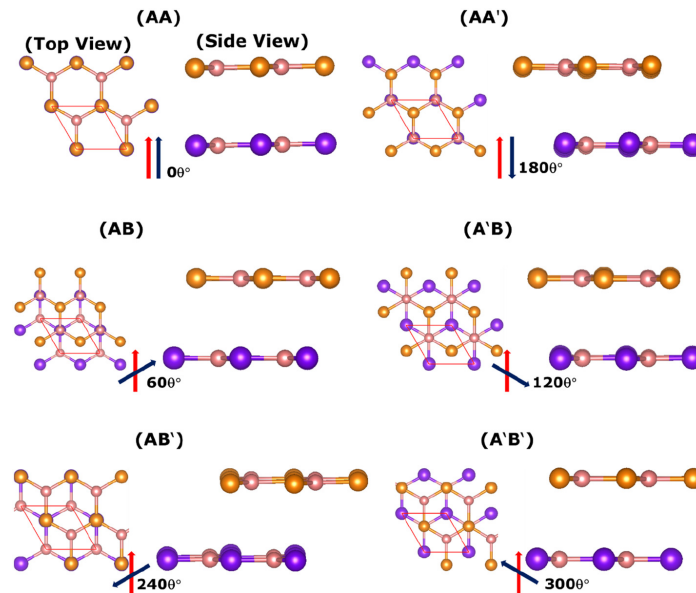 (AA)
(Top View)
(Side View)
0θ°
(AA')
180θ°
(AB)
60θ°
(A‛B)
120θ°
(AB‛)
240θ°
(A‛B‛)
300θ°